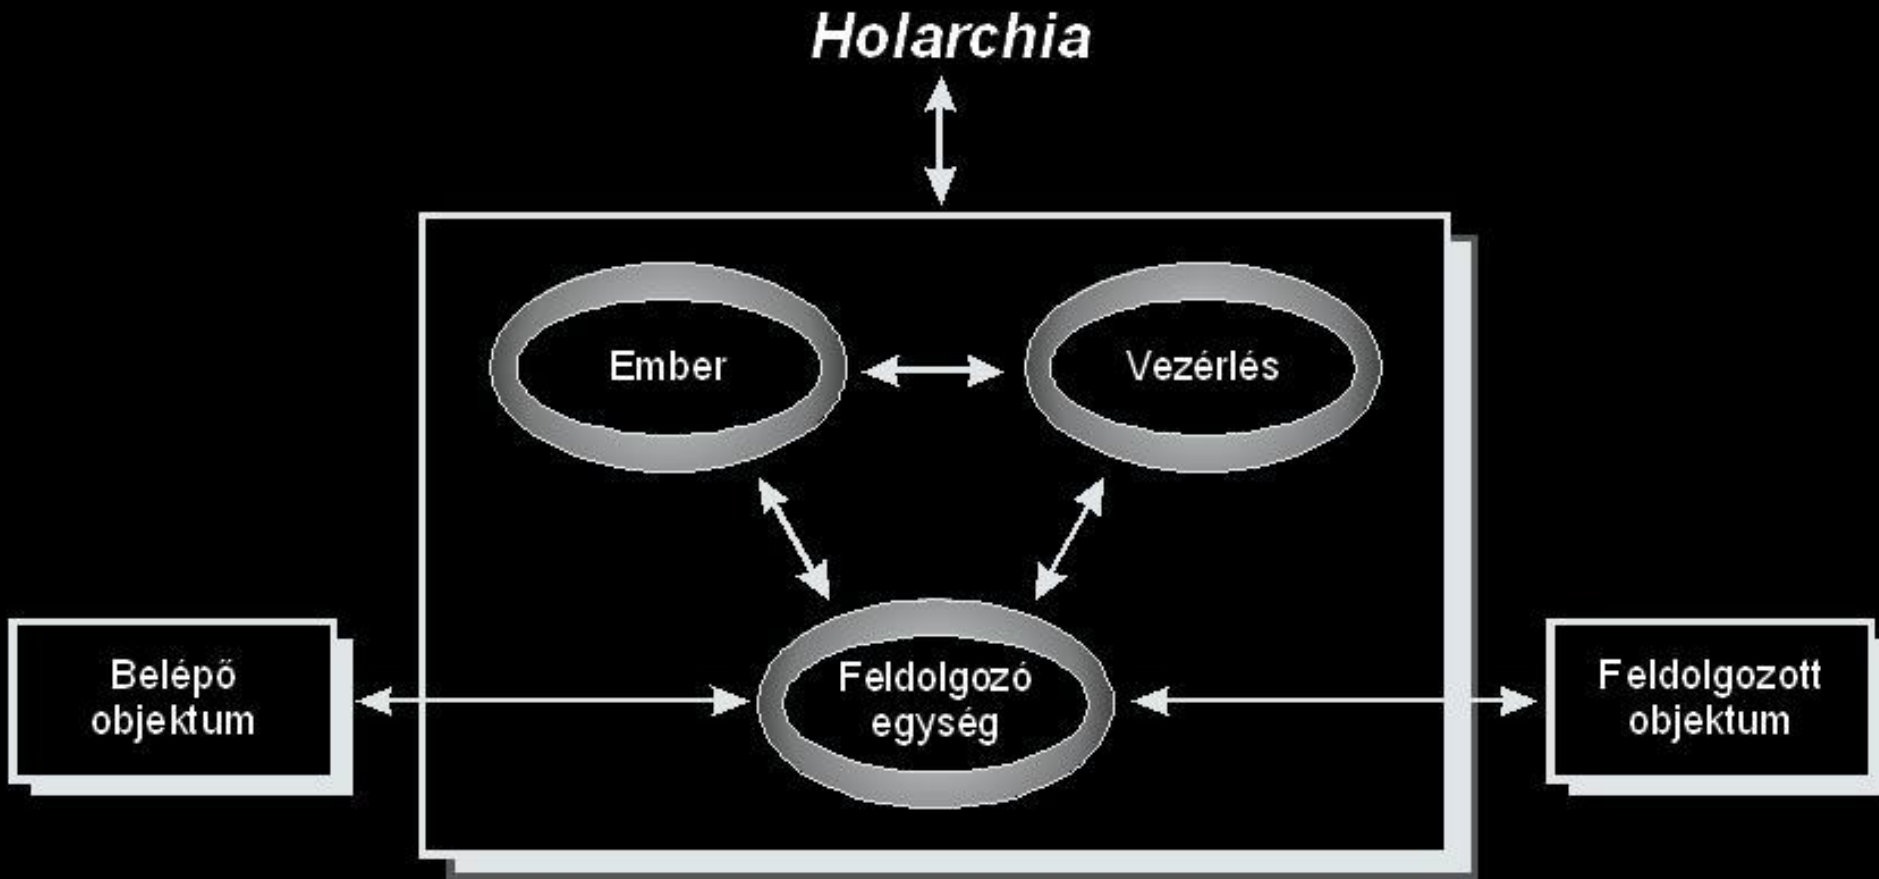 Holarchia
Ember
Vezérlés
Belépő
objektum
Feldolgozó
egység
Feldolgozott
objektum